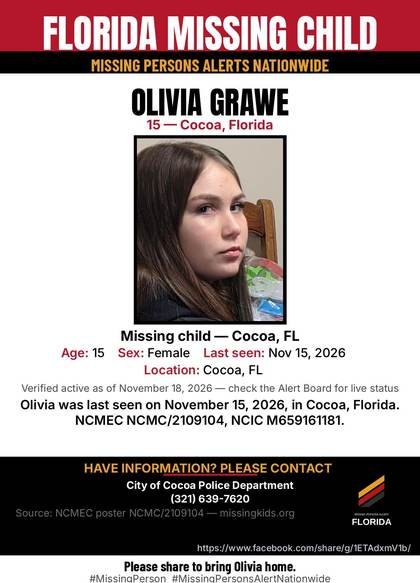 FLORIDA MISSING CHILD
MISSING PERSONS ALERTS NATIONWIDE
OLIVIA GRAWE
15 — Cocoa, Florida
Missing child — Cocoa, FL
Age: 15 Sex: Female Last seen: Nov 15, 2026
Location: Cocoa, FL
Verified active as of November 18, 2026 — check the Alert Board for live status
Olivia was last seen on November 15, 2026, in Cocoa, Florida.
NCMEC NCMC/2109104, NCIC M659161181.
HAVE INFORMATION? PLEASE CONTACT
City of Cocoa Police Department
(321) 639-7620
Source: NCMEC poster NCMC/2109104 — missingkids.org
MISSING PERSONS ALERTS
FLORIDA
https://www.facebook.com/share/g/1ETAdxmV1b/
Please share to bring Olivia home.
#MissingPerson #MissingPersonsAlertNationwide